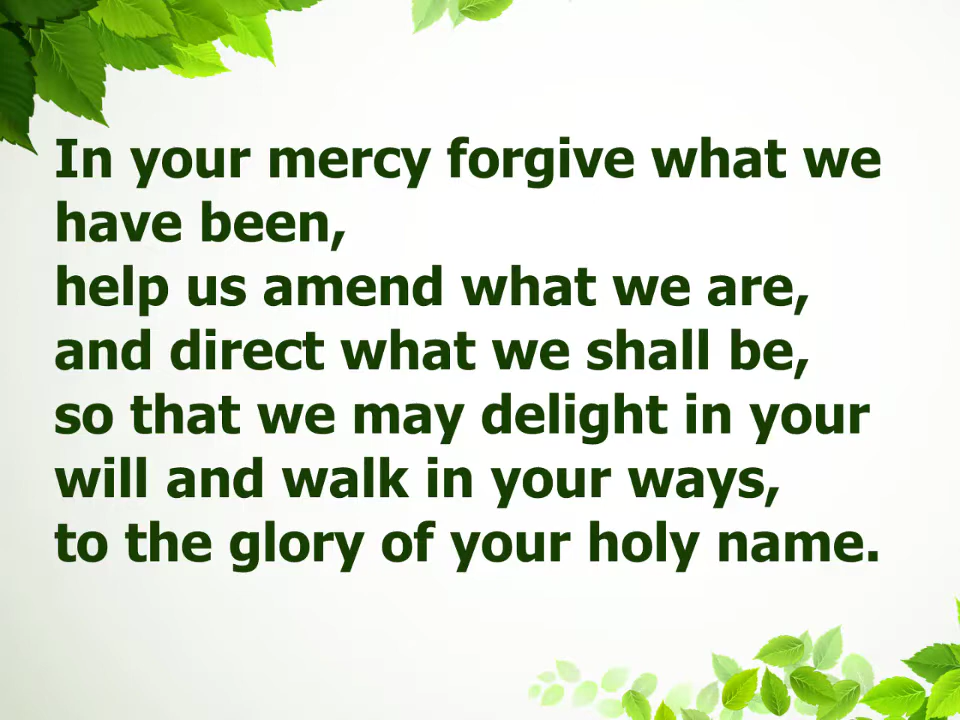 In your mercy forgive what we
have been,
help us amend what we are,
and direct what we shall be,
so that we may delight in your
will and walk in your ways,
to the glory of your holy name.